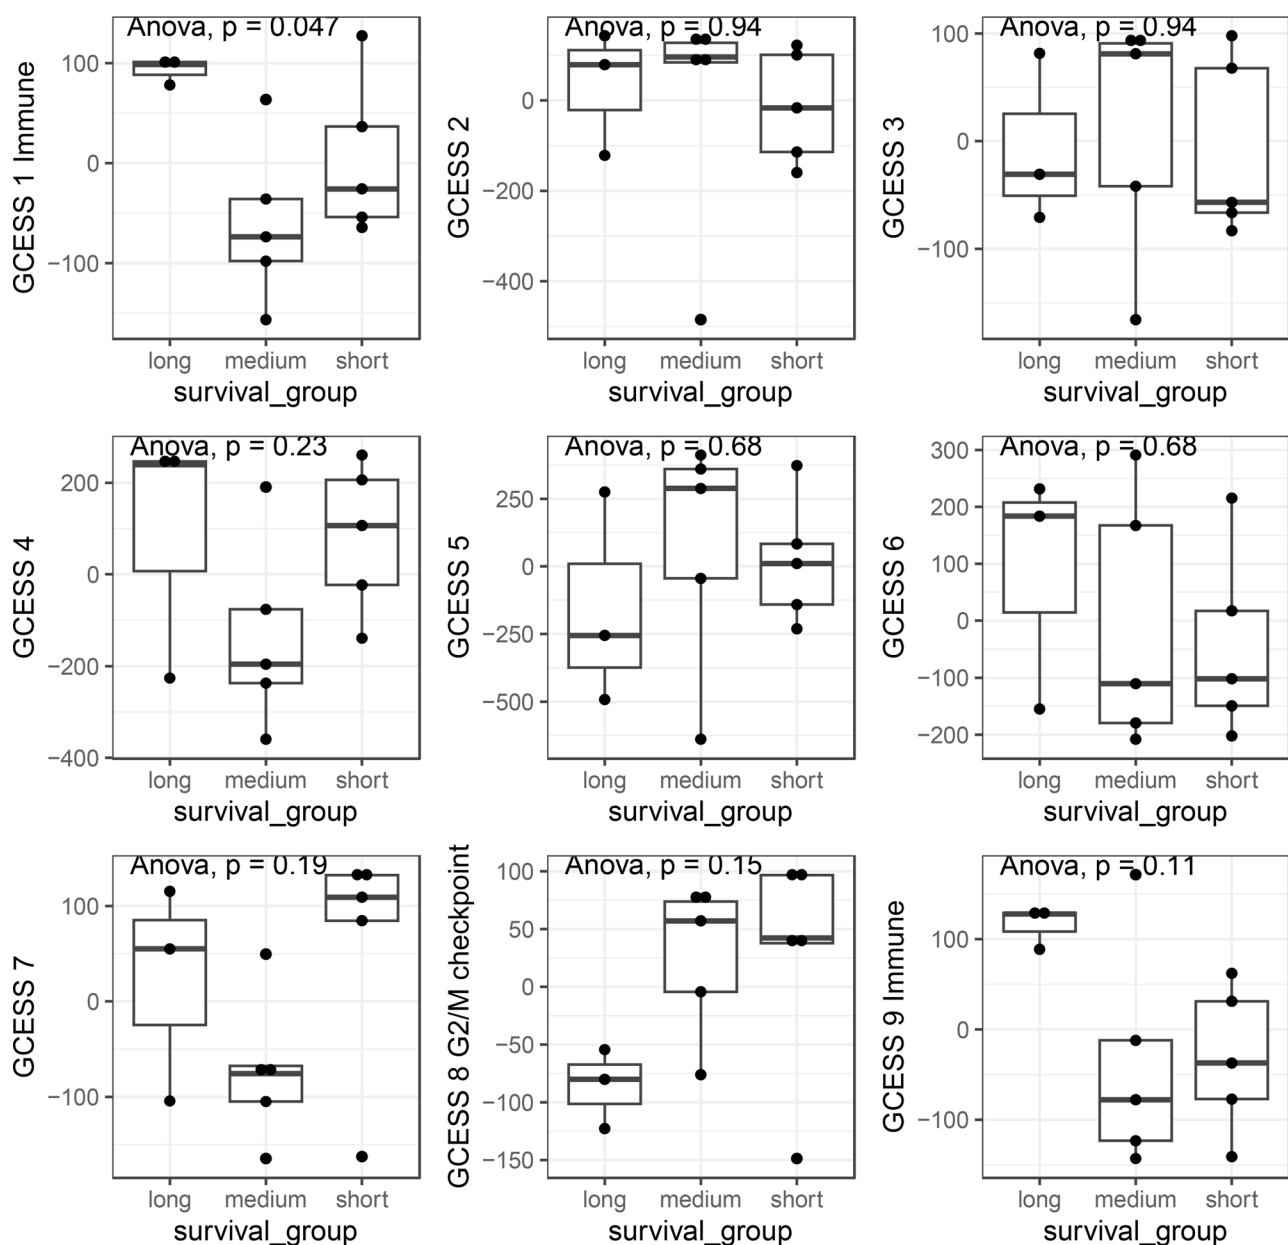 Anova, p = 0.047
GCESS 1 Immune
100
0
−100
long medium short
survival_group
Anova, p = 0.94
GCESS 2
0
−200
−400
long medium short
survival_group
Anova, p = 0.94
GCESS 3
100
0
−100
long medium short
survival_group
Anova, p = 0.23
GCESS 4
200
0
−200
−400
long medium short
survival_group
Anova, p = 0.68
GCESS 5
250
0
−250
−500
long medium short
survival_group
Anova, p = 0.68
GCESS 6
300
200
100
0
−100
−200
long medium short
survival_group
Anova, p = 0.19
GCESS 7
100
0
−100
long medium short
survival_group
Anova, p = 0.15
GCESS 8 G2/M checkpoint
100
50
0
−50
−100
−150
long medium short
survival_group
Anova, p = 0.11
GCESS 9 Immune
100
0
−100
long medium short
survival_group